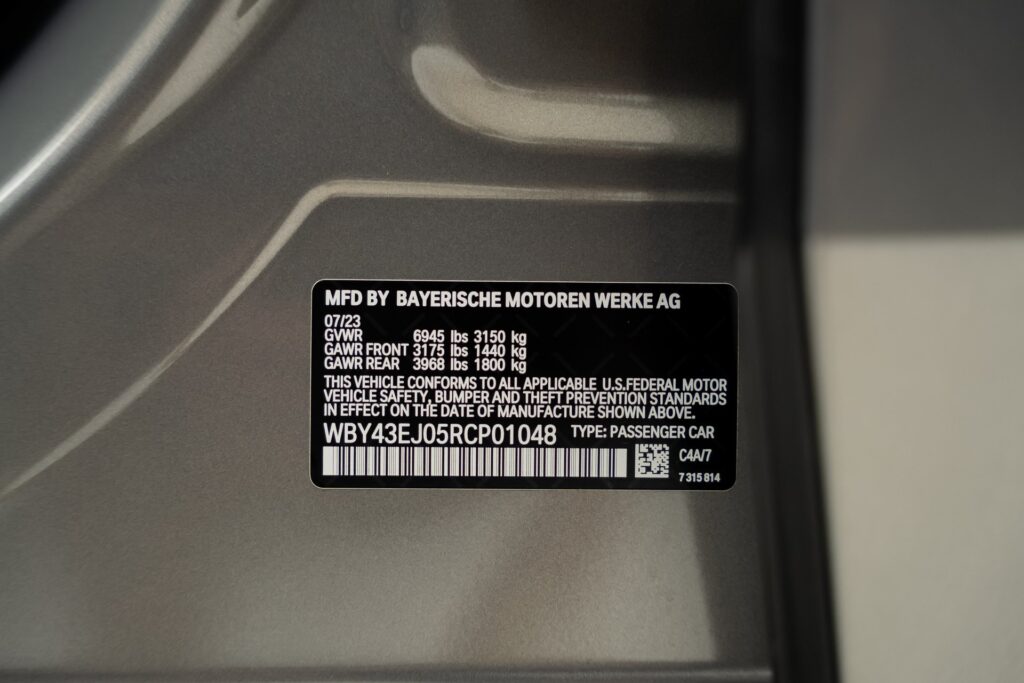 MFD BY BAYERISCHE MOTOREN WERKE AG
07/23
GVWR 6945 lbs 3150 kg
GAWR FRONT 3175 lbs 1440 kg
GAWR REAR 3968 lbs 1800 kg
THIS VEHICLE CONFORMS TO ALL APPLICABLE U.S.FEDERAL MOTOR
VEHICLE SAFETY, BUMPER AND THEFT PREVENTION STANDARDS
IN EFFECT ON THE DATE OF MANUFACTURE SHOWN ABOVE.
WBY43EJ05RCP01048 TYPE: PASSENGER CAR
C4A/7
7 315 814